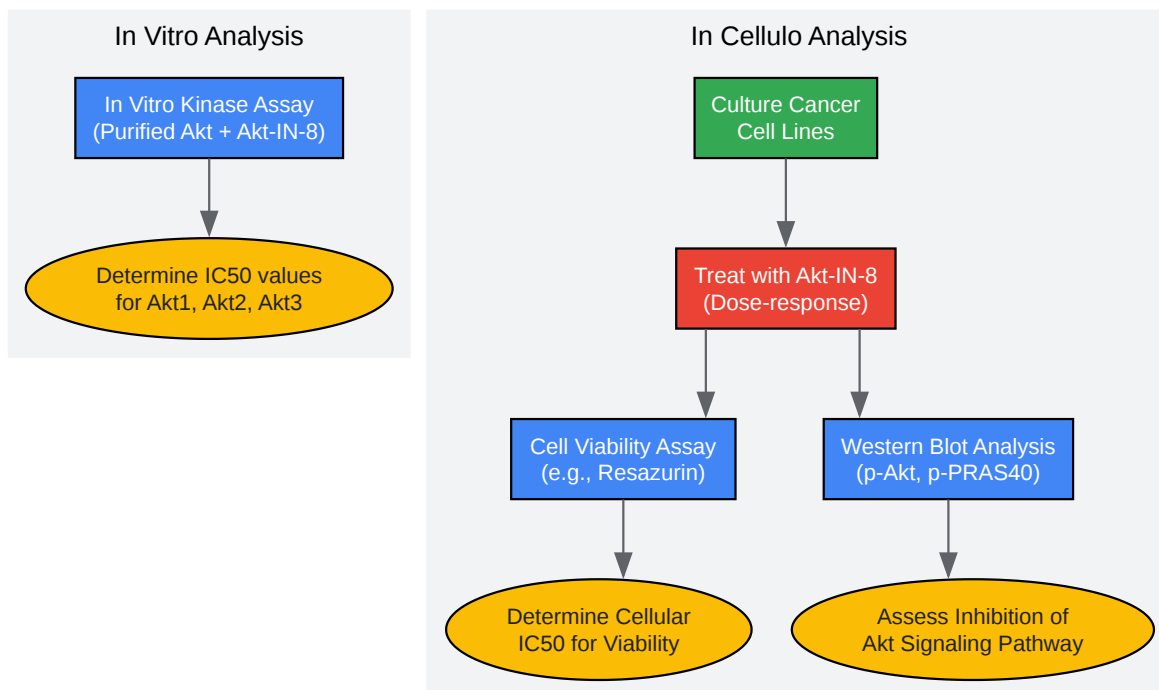 In Vitro Analysis
In Vitro Kinase Assay
(Purified Akt + Akt-IN-8)
Determine IC50 values
for Akt1, Akt2, Akt3
In Cellulo Analysis
Culture Cancer
Cell Lines
Treat with Akt-IN-8
(Dose-response)
Cell Viability Assay
(e.g., Resazurin)
Western Blot Analysis
(p-Akt, p-PRAS40)
Determine Cellular
IC50 for Viability
Assess Inhibition of
Akt Signaling Pathway